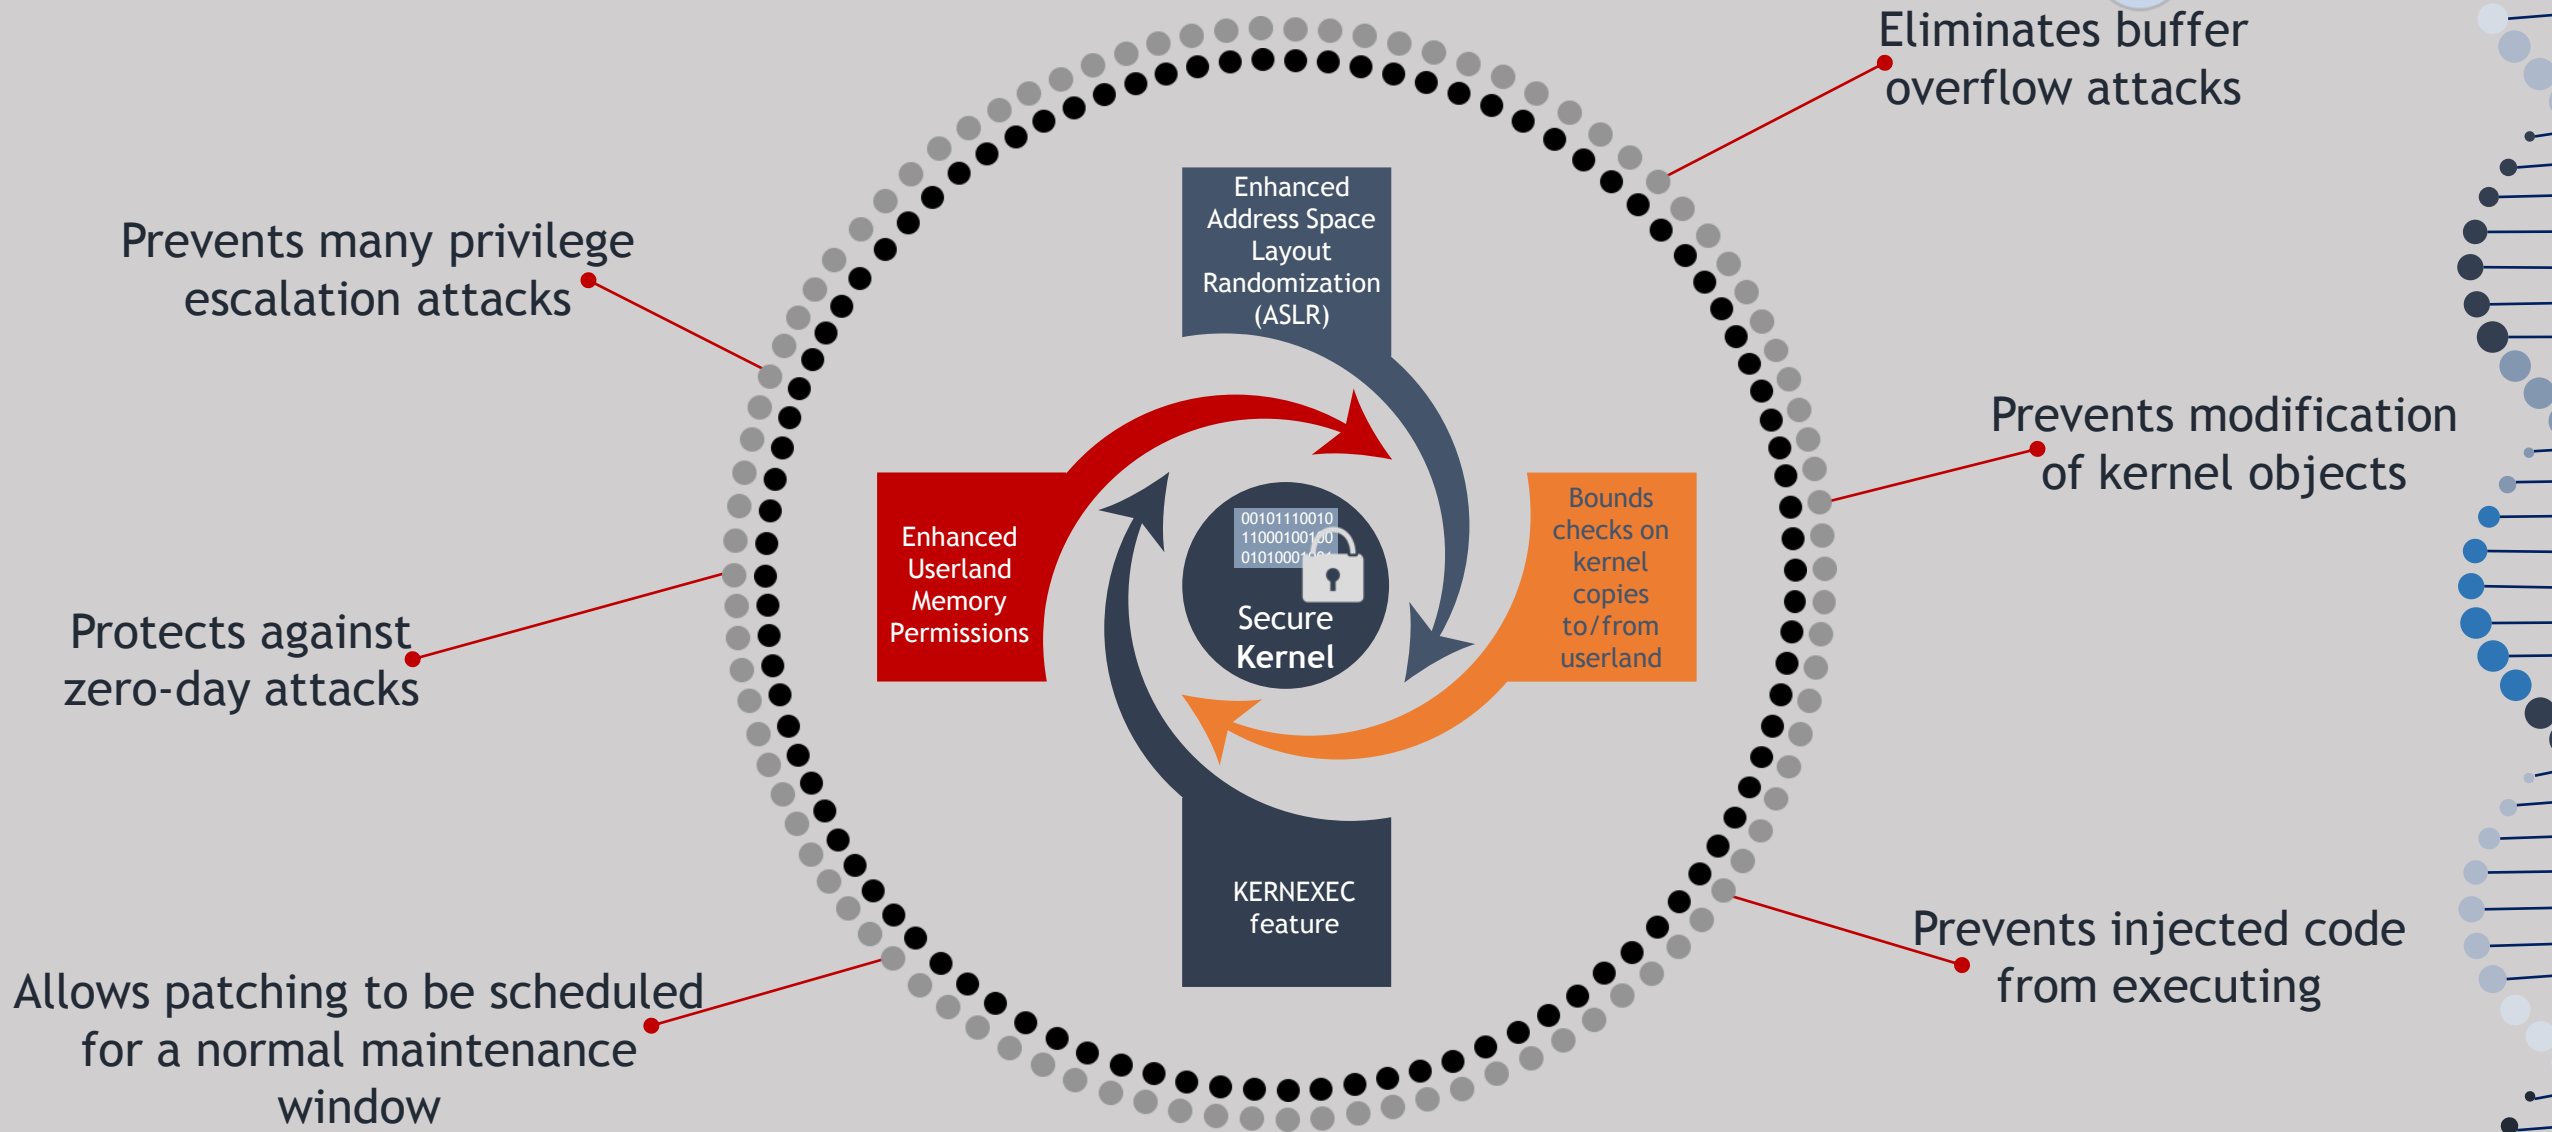 Eliminates buffer
overflow attacks
Prevents many privilege
escalation attacks
Enhanced
Address Space
Layout
Randomization
(ASLR)
Prevents modification
of kernel objects
Enhanced
Userland
Memory
Permissions
00101110010
11000100100
01010001001
Secure
Kernel
Bounds
checks on
kernel
copies
to/from
userland
Protects against
zero-day attacks
KERNEXEC
feature
Prevents injected code
from executing
Allows patching to be scheduled
for a normal maintenance
window